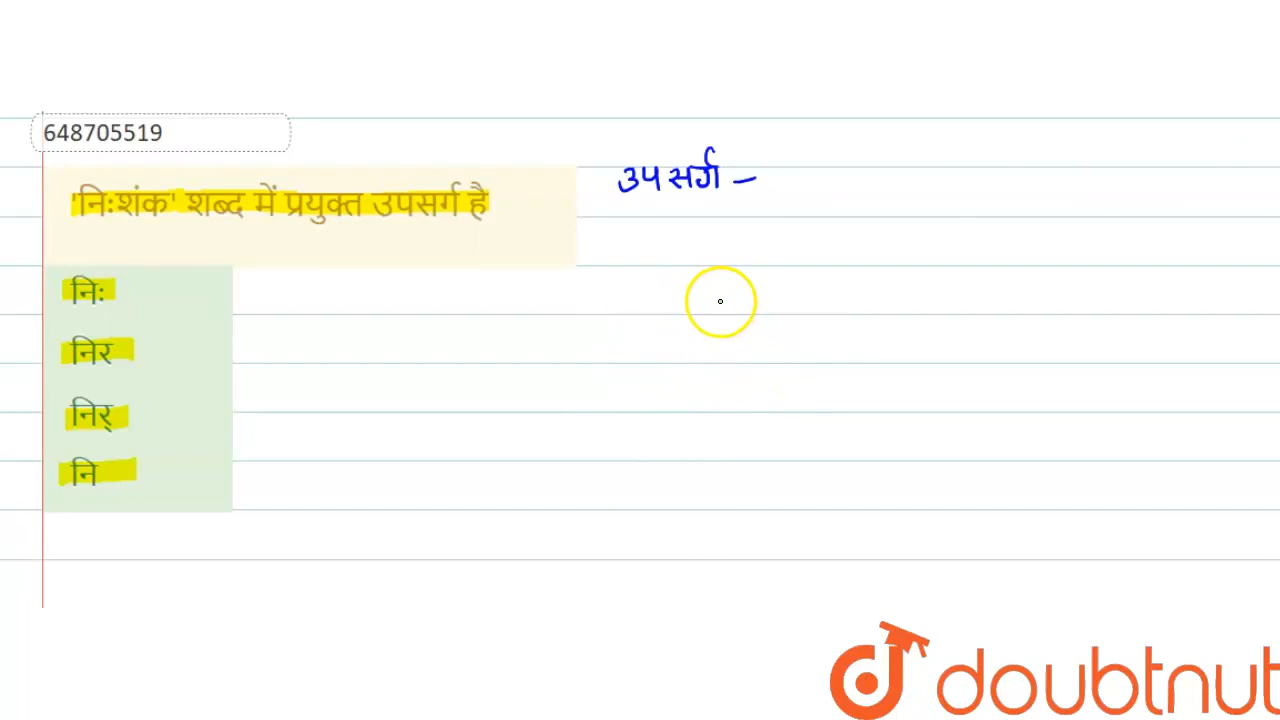 648705519
'निःशंक' शब्द में प्रयुक्त उपसर्ग है
उपसर्ग –
निः
निर
निर्
नि
doubtnut